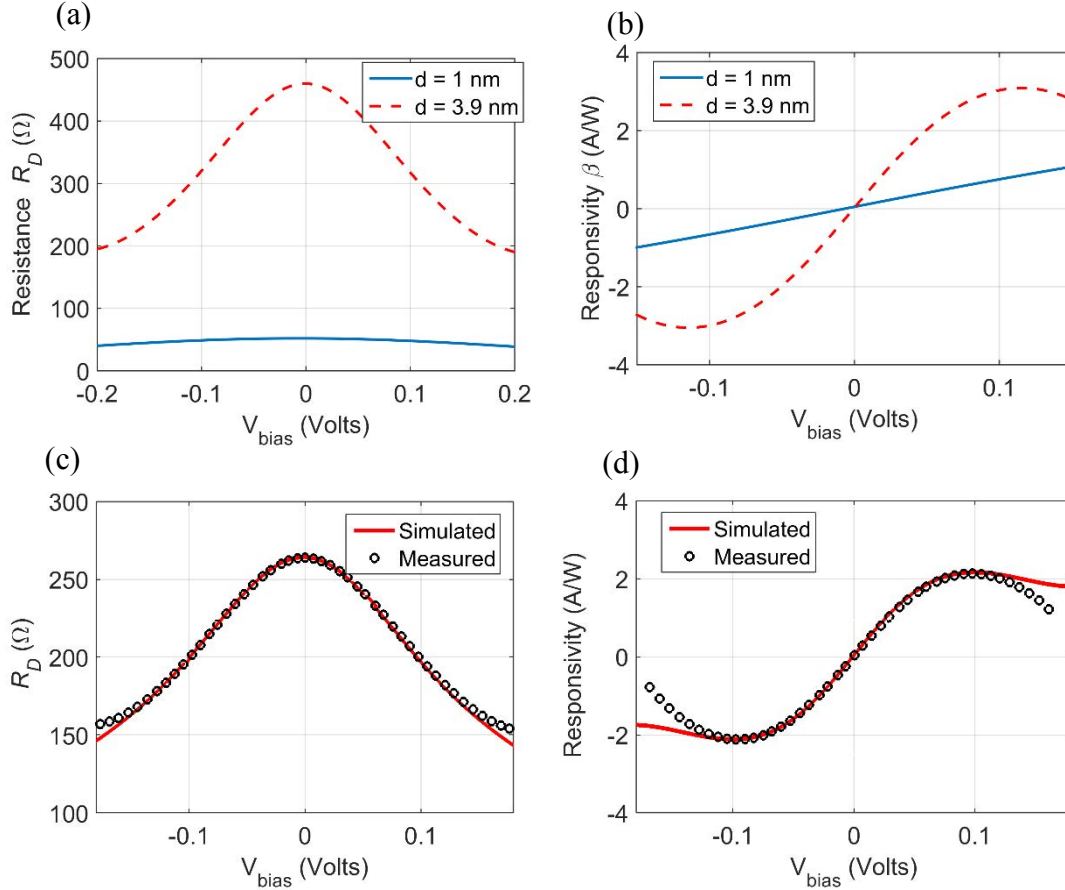 (a)
500
400
300
200
100
0
Resistance R_D (Ω)
d = 1 nm
d = 3.9 nm
-0.2
-0.1
0
0.1
0.2
V_bias (Volts)
(b)
4
2
0
-2
-4
Responsivity β (A/W)
d = 1 nm
d = 3.9 nm
-0.1
0
0.1
V_bias (Volts)
(c)
300
250
200
150
100
R_D (Ω)
Simulated
Measured
-0.1
0
0.1
V_bias (Volts)
(d)
4
2
0
-2
-4
Responsivity (A/W)
Simulated
Measured
-0.1
0
0.1
V_bias (Volts)